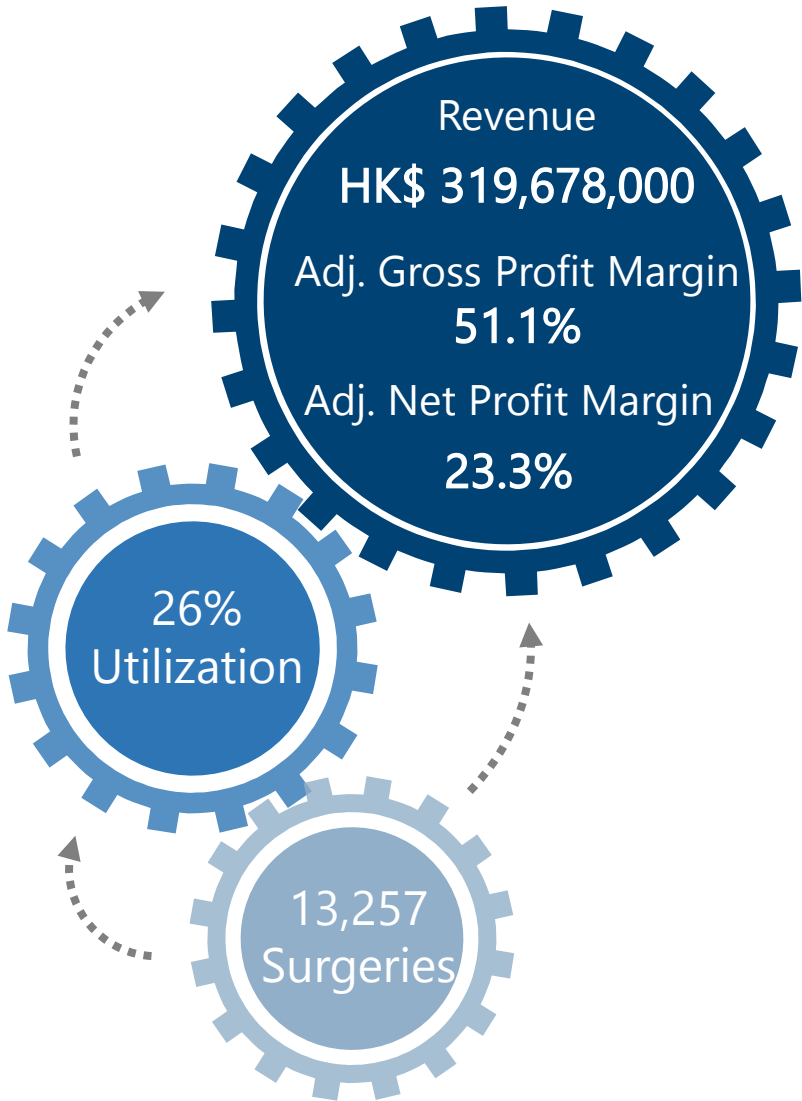 Revenue
HK$ 319,678,000
Adj. Gross Profit Margin
51.1%
Adj. Net Profit Margin
23.3%
26%
Utilization
13,257
Surgeries